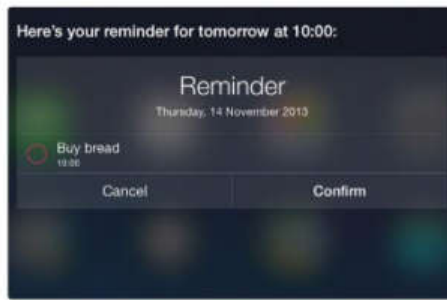 Here's your reminder for tomorrow at 10:00:
Reminder
Thursday, 14 November 2013
Buy bread
10:00
Cancel Confirm